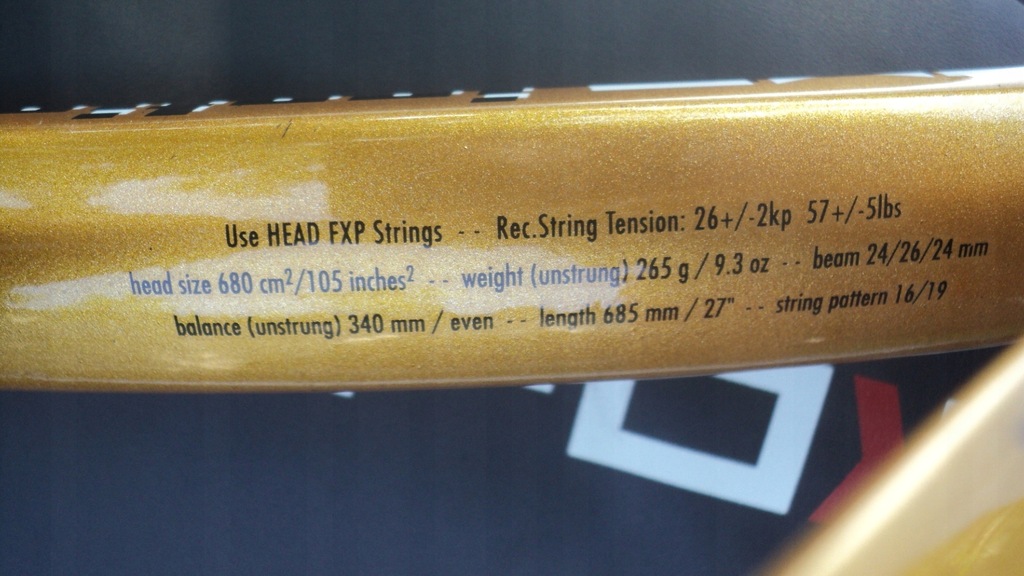 Use HEAD FXP Strings -- Rec.String Tension: 26+/-2kp 57+/-5lbs
head size 680 cm²/105 inches² -- weight (unstrung) 265 g / 9.3 oz -- beam 24/26/24 mm
balance (unstrung) 340 mm / even -- length 685 mm / 27" -- string pattern 16/19